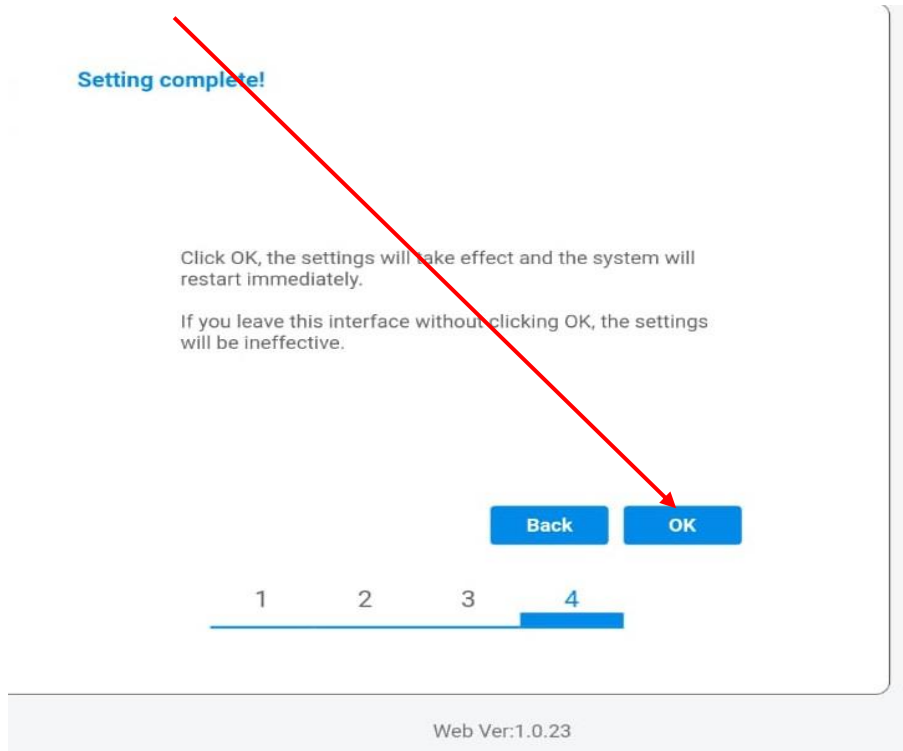 Setting complete!
Click OK, the settings will take effect and the system will
restart immediately.
If you leave this interface without clicking OK, the settings
will be ineffective.
Back OK
1 2 3 4
Web Ver:1.0.23